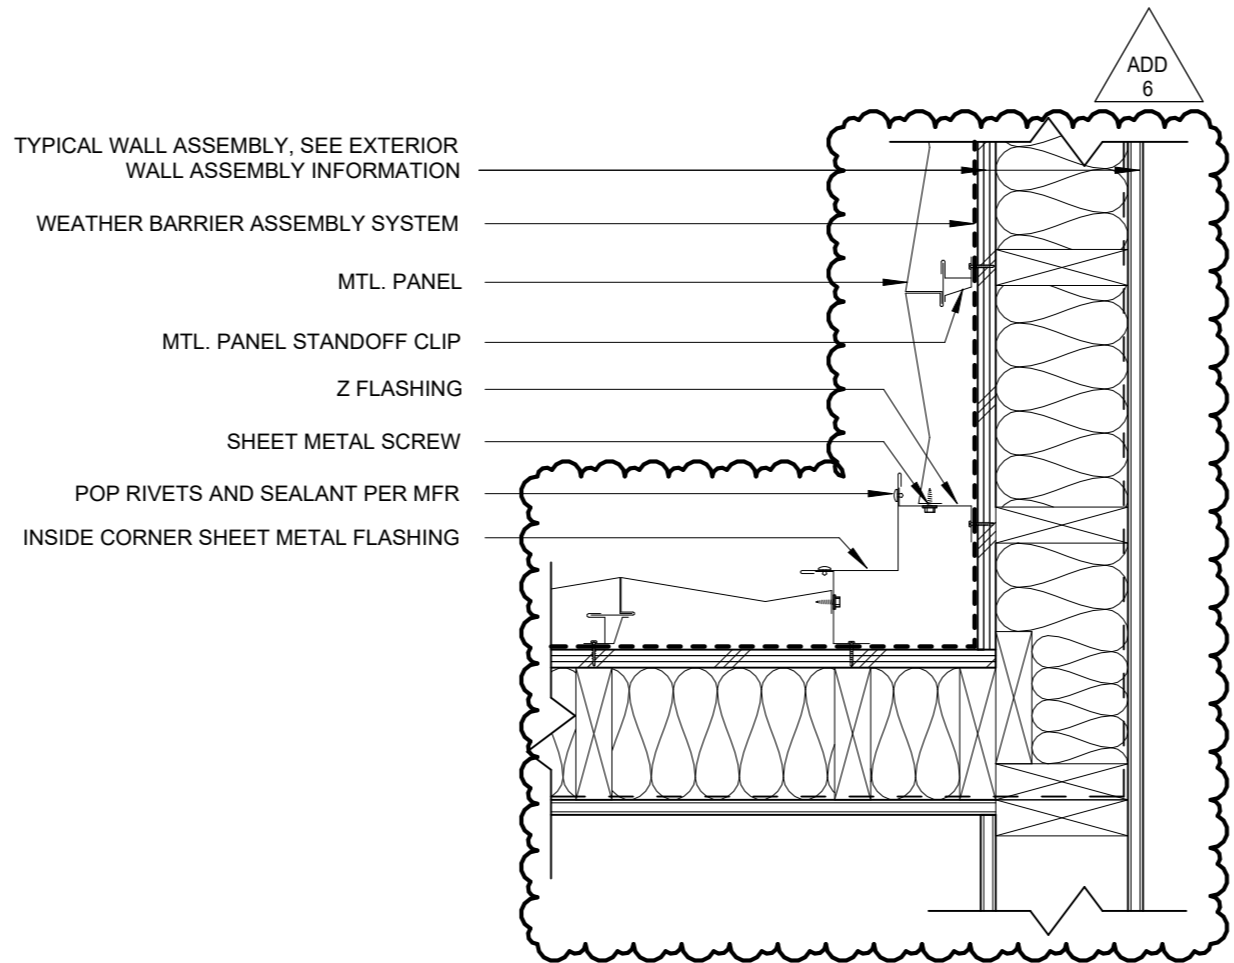 ADD
6
TYPICAL WALL ASSEMBLY, SEE EXTERIOR
WALL ASSEMBLY INFORMATION
WEATHER BARRIER ASSEMBLY SYSTEM
MTL. PANEL
MTL. PANEL STANDOFF CLIP
Z FLASHING
SHEET METAL SCREW
POP RIVETS AND SEALANT PER MFR
INSIDE CORNER SHEET METAL FLASHING